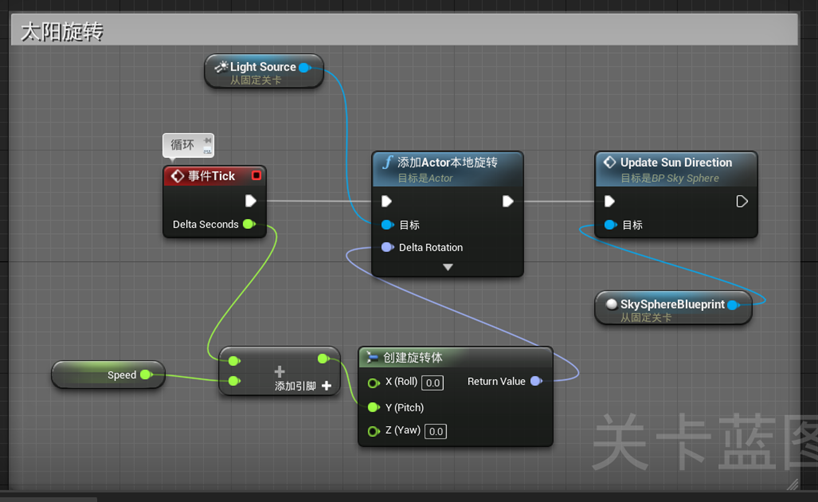 太阳旋转
Light Source
从固定关卡
循环
事件Tick
Delta Seconds
添加Actor本地旋转
目标是Actor
目标
Delta Rotation
Update Sun Direction
目标是BP Sky Sphere
目标
SkySphereBlueprint
从固定关卡
Speed
添加引脚
创建旋转体
X (Roll) 0.0
Return Value
Y (Pitch)
Z (Yaw) 0.0
关卡蓝图